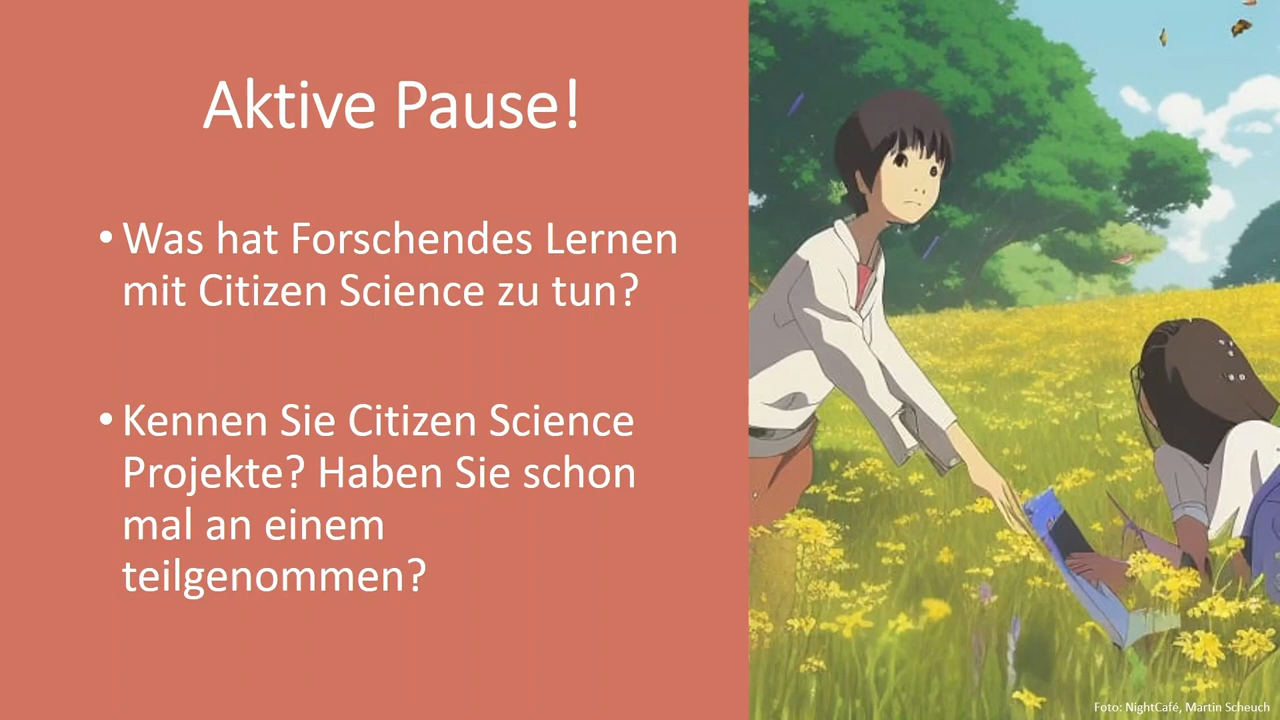 Aktive Pause!
• Was hat Forschendes Lernen
mit Citizen Science zu tun?
• Kennen Sie Citizen Science
Projekte? Haben Sie schon
mal an einem
teilgenommen?
Foto: NightCafé, Martin Scheuch